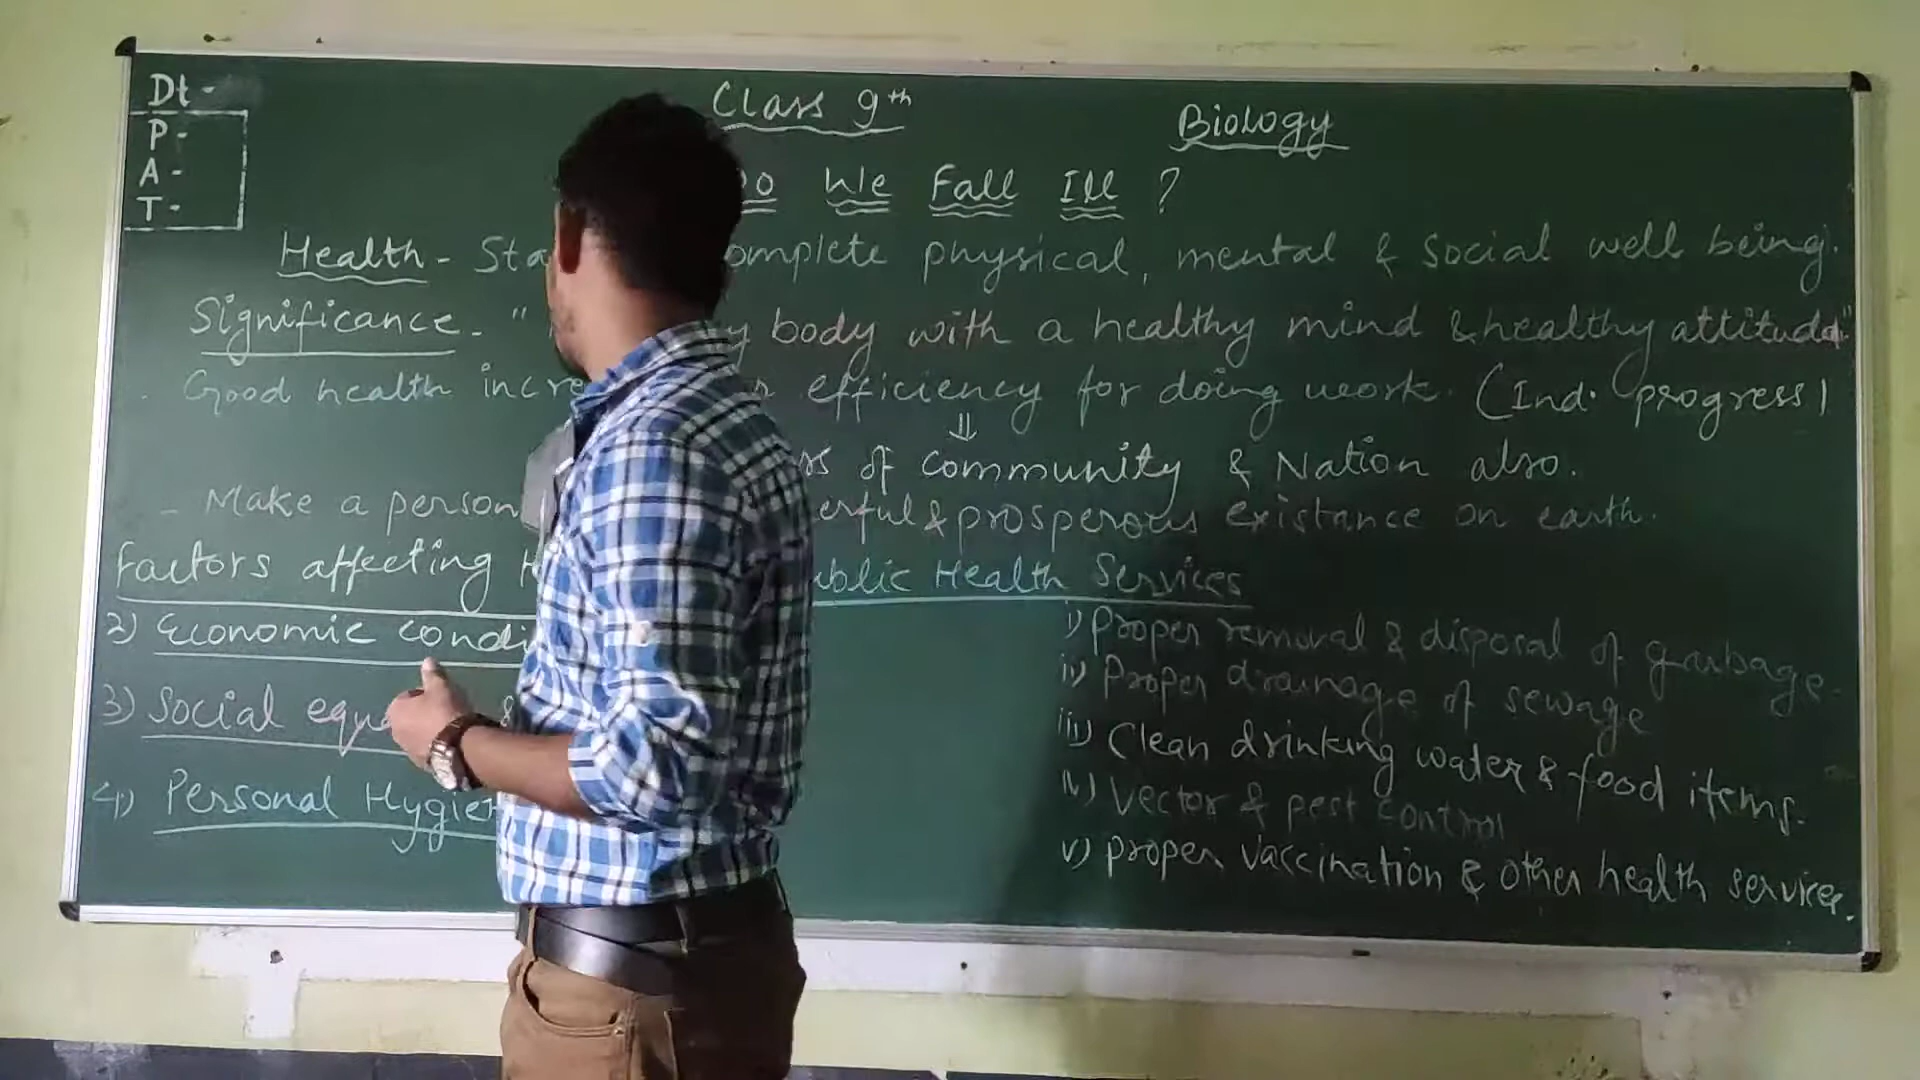 Dt -
P -
A -
T -
Class 9th
Biology
Do We Fall Ill ?
Health - Sta omplete physical, mental & Social well being.
Significance - " y body with a healthy mind & healthy attitude"
Good health incre efficiency for doing work. (Ind. progress)
⇓
ss of community & Nation also.
- Make a person erful & prosperous existance on earth.
Factors affecting H ublic Health Services
2) Economic condi
3) Social equa &
4) Personal Hygie
i) Proper removal & disposal of garbage.
ii) Proper drainage of sewage
iii) Clean drinking water & food items.
iv) Vector & pest control
v) Proper vaccination & other health services.